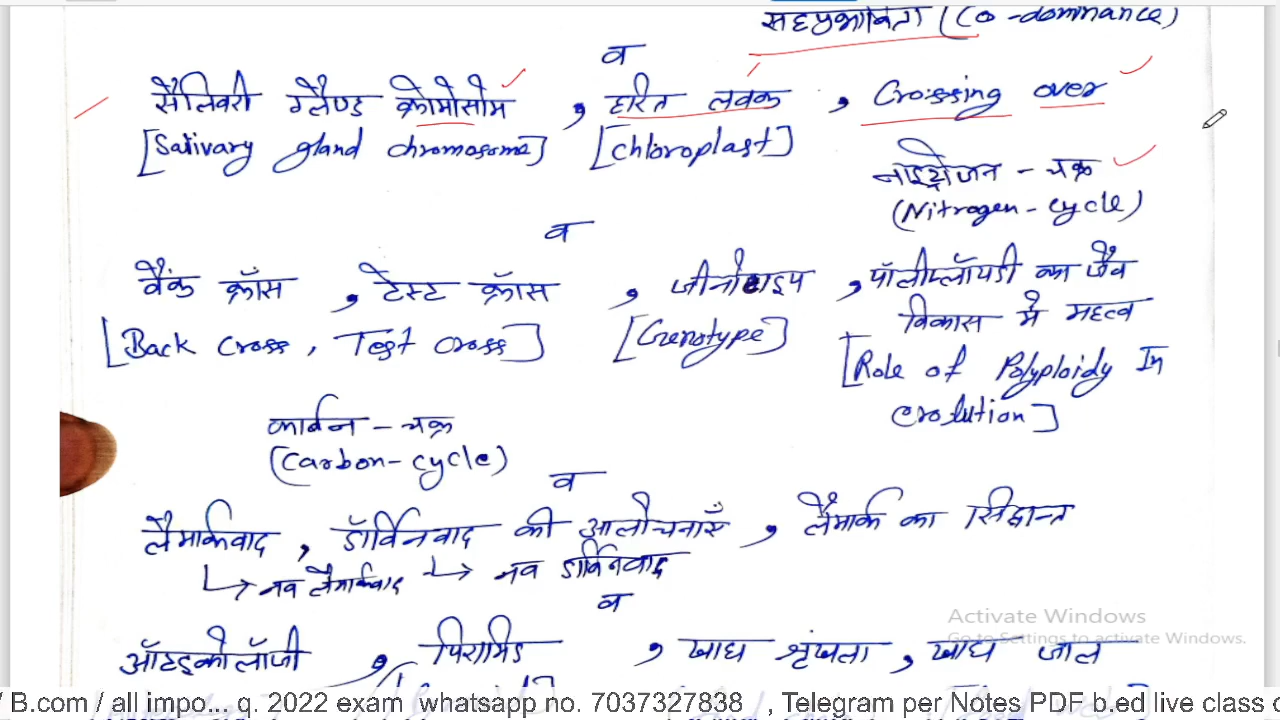 सहप्रभाविता (Co-dominance)
व
सैलिवरी ग्लैण्ड क्रोमोसोम , हरित लवक , Crossing over
[Salivary gland chromosome] [Chloroplast]
नाइट्रोजन - चक्र
(Nitrogen - cycle)
व
बैक क्रॉस , टेस्ट क्रॉस , जीनोटाइप , पॉलीप्लॉयडी का जैव
विकास मे महत्व
[Back cross, Test cross] [Genotype]
[Role of Polyploidy In
evolution]
कार्बन - चक्र
(Carbon-cycle)
व
लैमार्कवाद , डॉर्विनवाद की आलोचनाएँ , लैमार्क का सिद्धान्त
↳ नव लैमार्कवाद ↳ नव डार्विनवाद
व
ऑटइकोलॉजी , पिरामिड , खाद्य श्रृंखला , खाद्य जाल
Activate Windows
Go to Settings to activate Windows.
/ B.com / all impo... q. 2022 exam (whatsapp no. 7037327838 , Telegram per Notes PDF b.ed live class